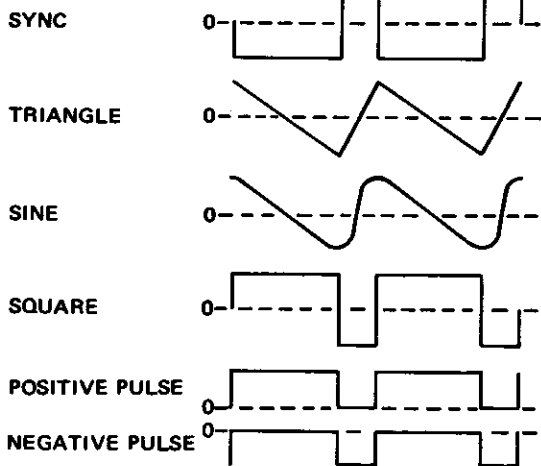 SYNC 0
TRIANGLE 0
SINE 0
SQUARE 0
POSITIVE PULSE 0
NEGATIVE PULSE 0